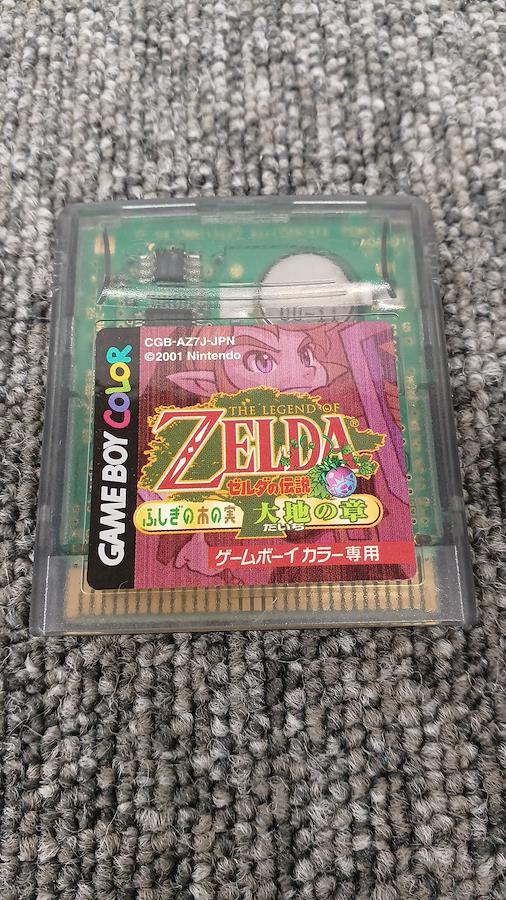 CGB-AZ7J-JPN
©2001 Nintendo
GAME BOY COLOR
THE LEGEND OF
ZELDA®
ゼルダの伝説
ふしぎの木の実
大地の章
だいち
ゲームボーイカラー専用